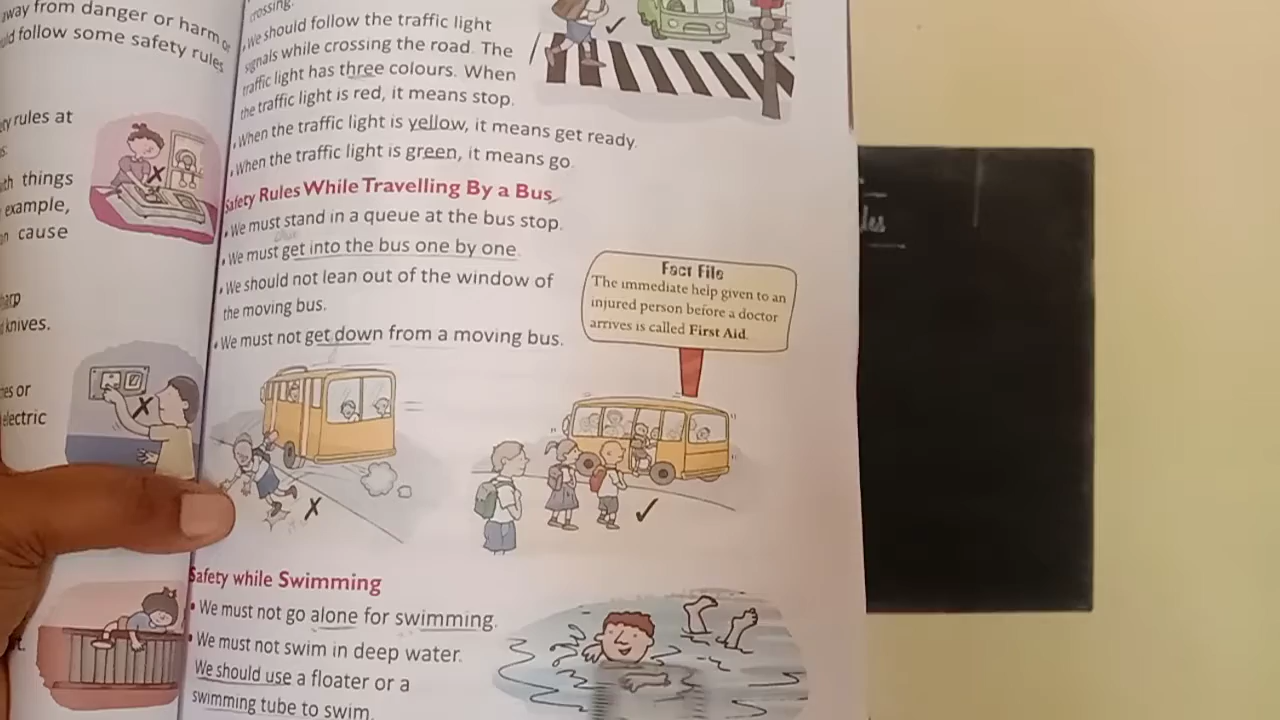 away from danger or harm or
follow some safety rules
rules at
things
example,
cause
knives.
or
electric
crossing.
• We should follow the traffic light
signals while crossing the road. The
traffic light has three colours. When
the traffic light is red, it means stop.
• When the traffic light is yellow, it means get ready.
• When the traffic light is green, it means go.
Safety Rules While Travelling By a Bus
• We must stand in a queue at the bus stop.
• We must get into the bus one by one.
• We should not lean out of the window of
the moving bus.
• We must not get down from a moving bus.
Fact File
The immediate help given to an
injured person before a doctor
arrives is called First Aid.
Safety while Swimming
• We must not go alone for swimming.
• We must not swim in deep water.
We should use a floater or a
swimming tube to swim.